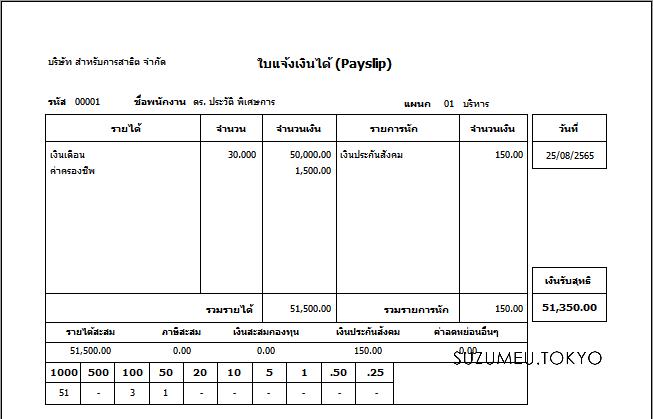 บริษัท สำหรับการสาธิต จำกัด ใบแจ้งเงินได้ (Payslip)
รหัส 00001 ชื่อพนักงาน ดร. ประวัติ พิเศษการ แผนก 01 บริหาร
รายได้ จำนวน จำนวนเงิน รายการหัก จำนวนเงิน วันที่
เงินเดือน 30.000 50,000.00 เงินประกันสังคม 150.00 25/08/2565
ค่าครองชีพ 1,500.00
เงินรับสุทธิ
รวมรายได้ 51,500.00 รวมรายการหัก 150.00 51,350.00
รายได้สะสม ภาษีสะสม เงินสะสมกองทุน เงินประกันสังคม ค่าลดหย่อนอื่นๆ
51,500.00 0.00 0.00 150.00 0.00
SUZUMEU.TOKYO
1000 500 100 50 20 10 5 1 .50 .25
51 - 3 1 - - - - - -